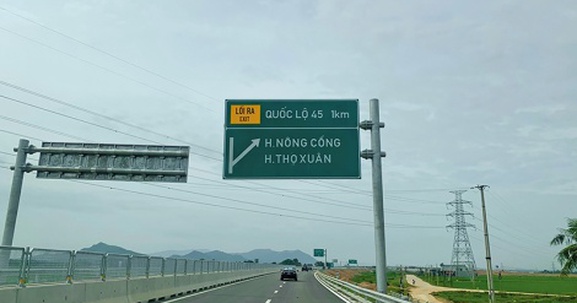 LỐI RA
EXIT
QUỐC LỘ 45 1km
H.NÔNG CỐNG
H.THỌ XUÂN